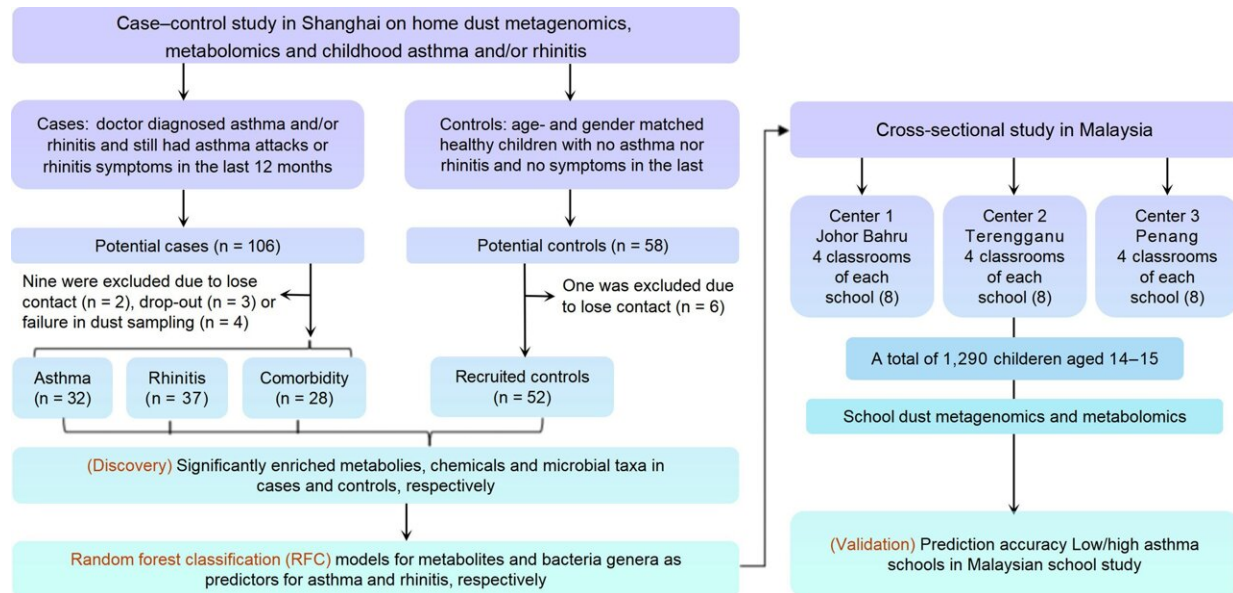 Case–control study in Shanghai on home dust metagenomics,
metabolomics and childhood asthma and/or rhinitis
Cases: doctor diagnosed asthma and/or
rhinitis and still had asthma attacks or
rhinitis symptoms in the last 12 months
Controls: age- and gender matched
healthy children with no asthma nor
rhinitis and no symptoms in the last
Potential cases (n = 106)
Potential controls (n = 58)
Nine were excluded due to lose
contact (n = 2), drop-out (n = 3) or
failure in dust sampling (n = 4)
One was excluded due
to lose contact (n = 6)
Asthma
(n = 32)
Rhinitis
(n = 37)
Comorbidity
(n = 28)
Recruited controls
(n = 52)
(Discovery) Significantly enriched metabolies, chemicals and microbial taxa in
cases and controls, respectively
Random forest classification (RFC) models for metabolites and bacteria genera as
predictors for asthma and rhinitis, respectively
Cross-sectional study in Malaysia
Center 1
Johor Bahru
4 classrooms
of each
school (8)
Center 2
Terengganu
4 classrooms
of each
school (8)
Center 3
Penang
4 classrooms
of each
school (8)
A total of 1,290 childeren aged 14–15
School dust metagenomics and metabolomics
(Validation) Prediction accuracy Low/high asthma
schools in Malaysian school study